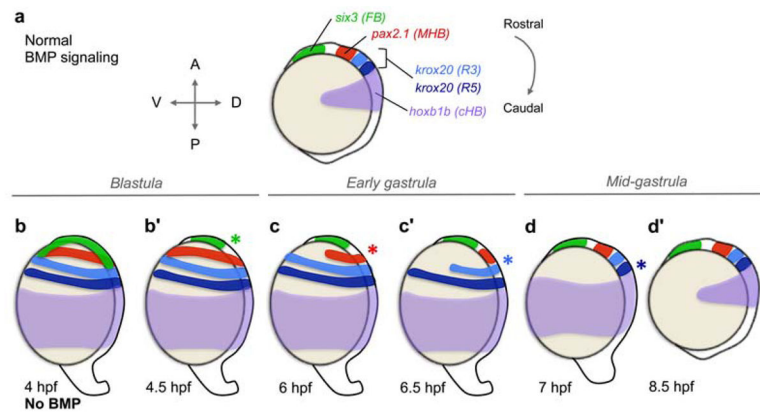 a
Normal
BMP signaling
A
V
D
P
six3 (FB)
pax2.1 (MHB)
krox20 (R3)
krox20 (R5)
hoxb1b (cHB)
Rostral
Caudal
Blastula
Early gastrula
Mid-gastrula
b
b'
*
c
*
c'
*
d
*
d'
4 hpf
No BMP
4.5 hpf
6 hpf
6.5 hpf
7 hpf
8.5 hpf